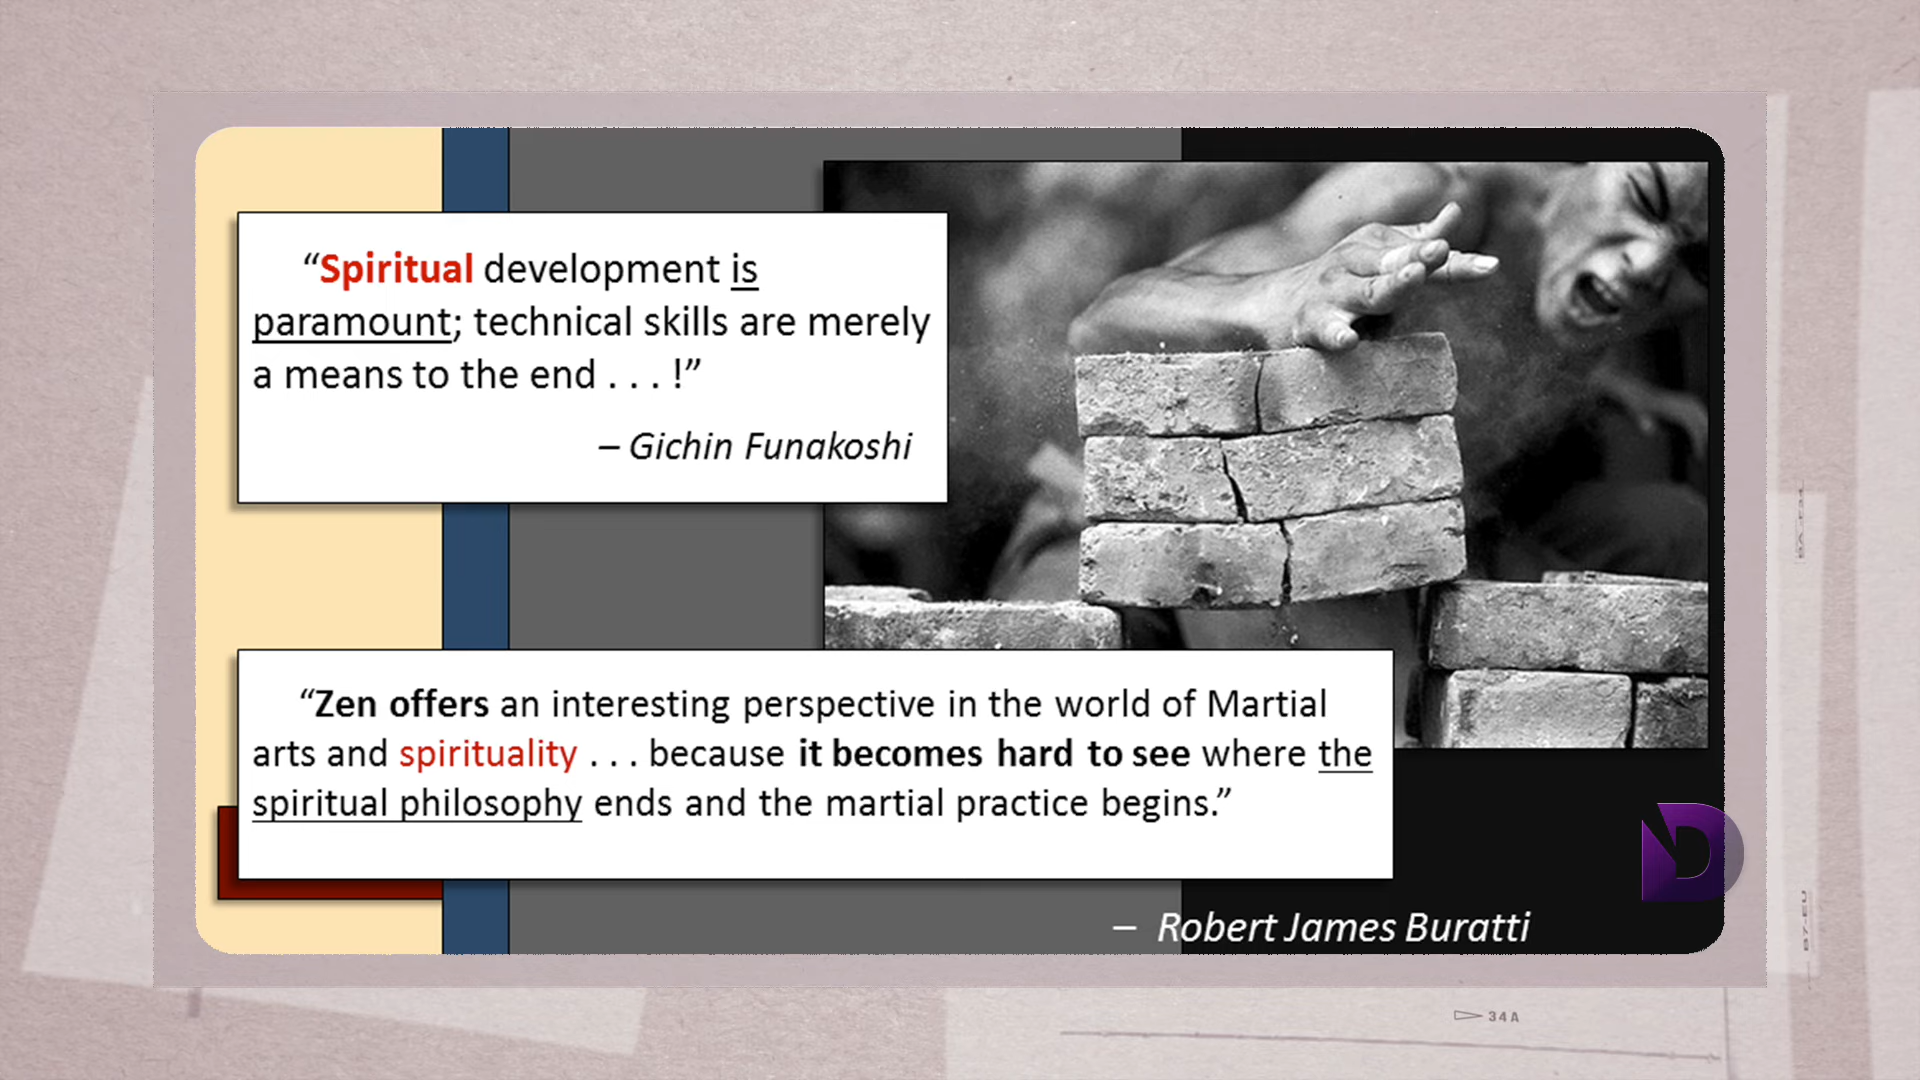 “Spiritual development is
paramount; technical skills are merely
a means to the end . . . !”
– Gichin Funakoshi
“Zen offers an interesting perspective in the world of Martial
arts and spirituality . . . because it becomes hard to see where the
spiritual philosophy ends and the martial practice begins.”
– Robert James Buratti
D
34A